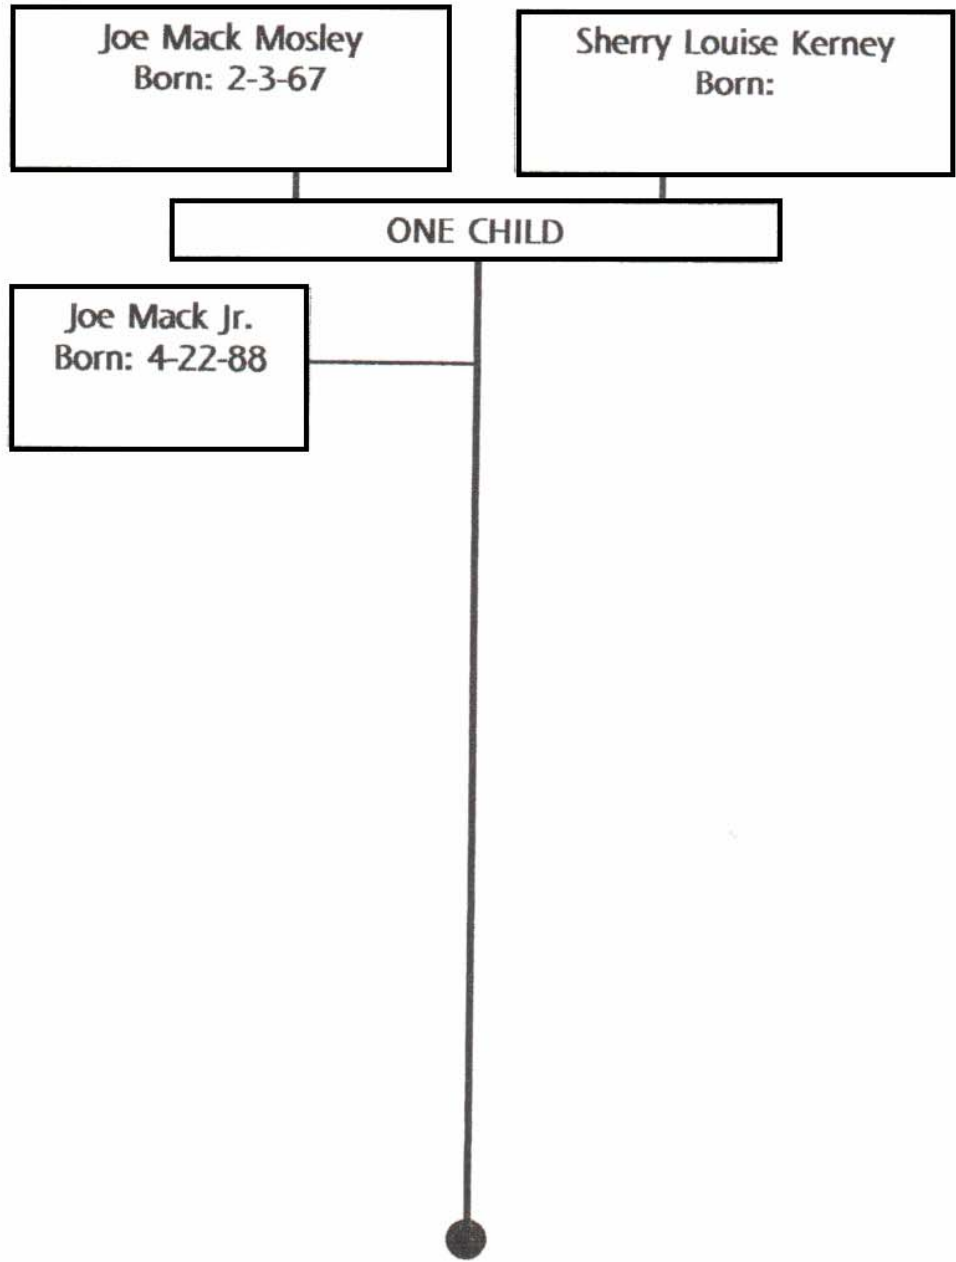 Joe Mack Mosley
Born: 2-3-67
Sherry Louise Kerney
Born:
ONE CHILD
Joe Mack Jr.
Born: 4-22-88